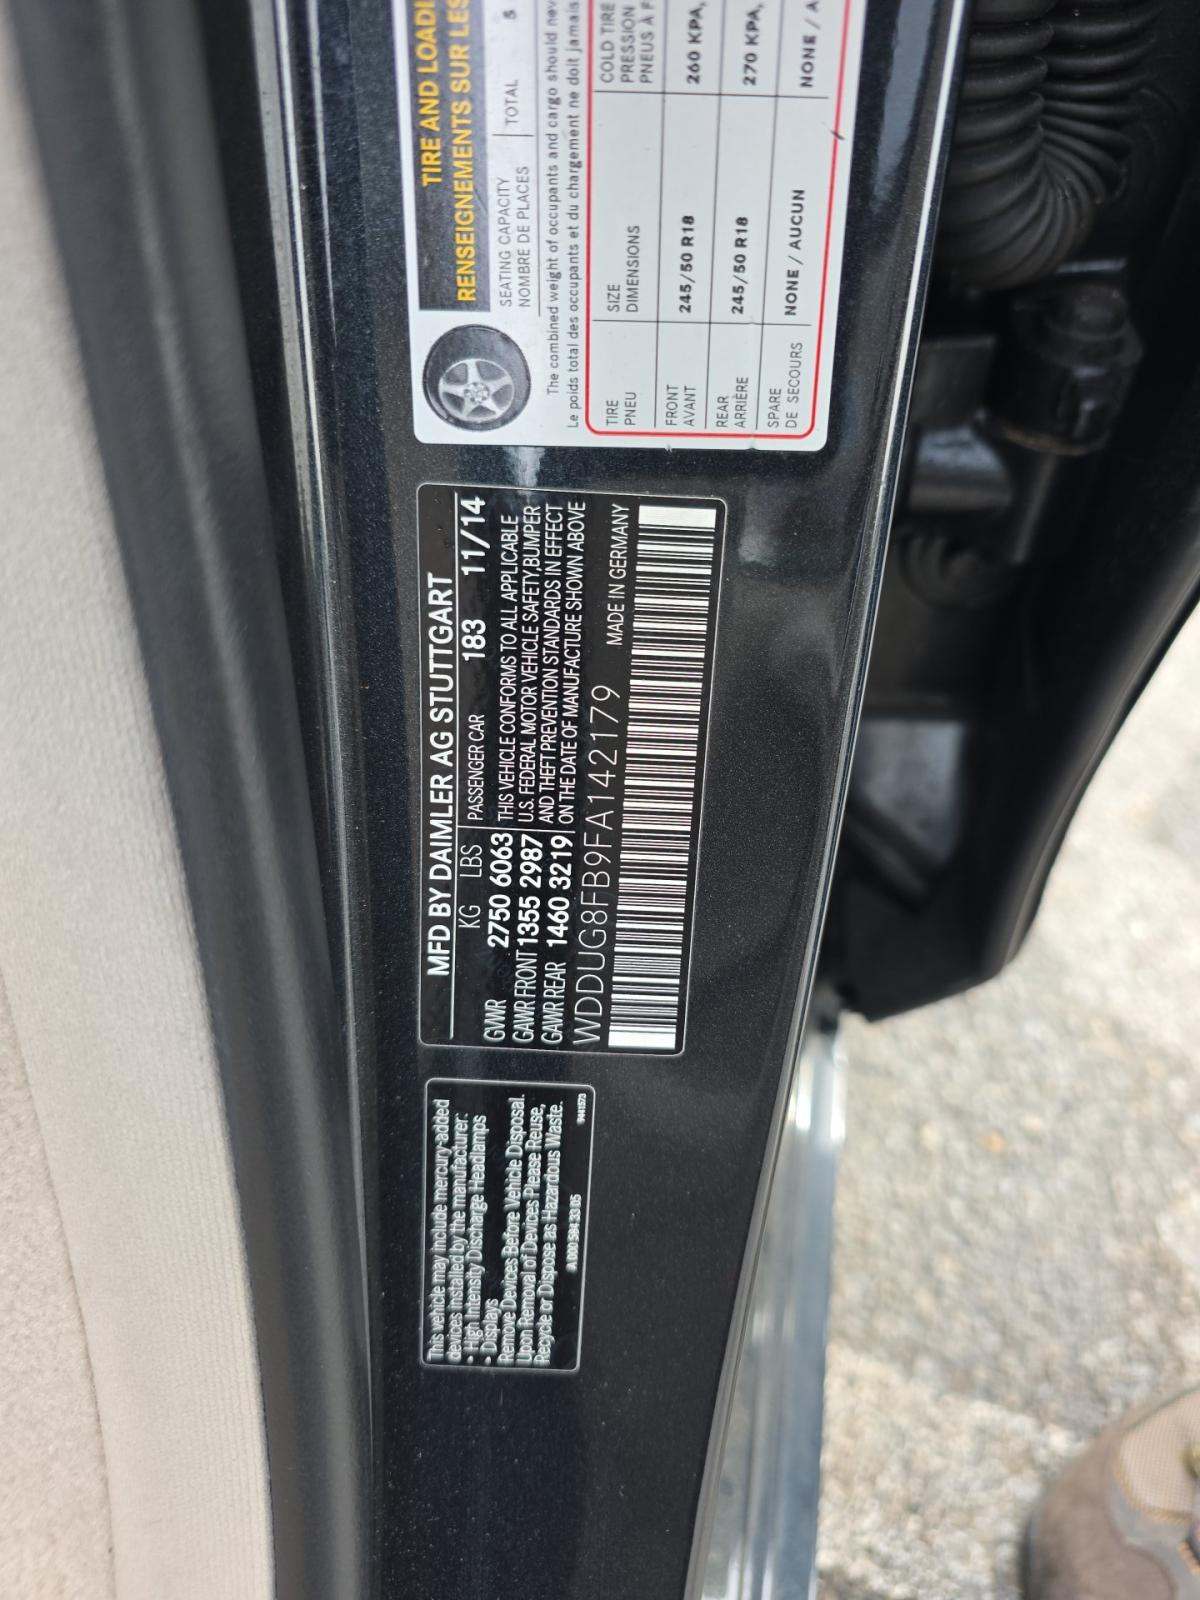 TIRE AND LOADI
RENSEIGNEMENTS SUR LES
SEATING CAPACITY
NOMBRE DE PLACES
TOTAL 5
The combined weight of occupants and cargo should nev
Le poids total des occupants et du chargement ne doit jamais
TIRE SIZE COLD TIRE
PNEU DIMENSIONS PRESSION
PNEUS À F
FRONT 245/50 R18 260 KPA,
AVANT
REAR 245/50 R18 270 KPA,
ARRIÈRE
SPARE NONE / AUCUN NONE / A
DE SECOURS
MFD BY DAIMLER AG STUTTGART
KG LBS PASSENGER CAR 183 11/14
GVWR 2750 6063 THIS VEHICLE CONFORMS TO ALL APPLICABLE
GAWR FRONT 1355 2987 U.S. FEDERAL MOTOR VEHICLE SAFETY,BUMPER
GAWR REAR 1460 3219 AND THEFT PREVENTION STANDARDS IN EFFECT
ON THE DATE OF MANUFACTURE SHOWN ABOVE
WDDUG8FB9FA142179 MADE IN GERMANY
This vehicle may include mercury-added
devices installed by the manufacturer:
• High Intensity Discharge Headlamps
• Displays
Remove Devices Before Vehicle Disposal.
Upon Removal of Devices Please Reuse,
Recycle or Dispose as Hazardous Waste.
A 000 584 33 05